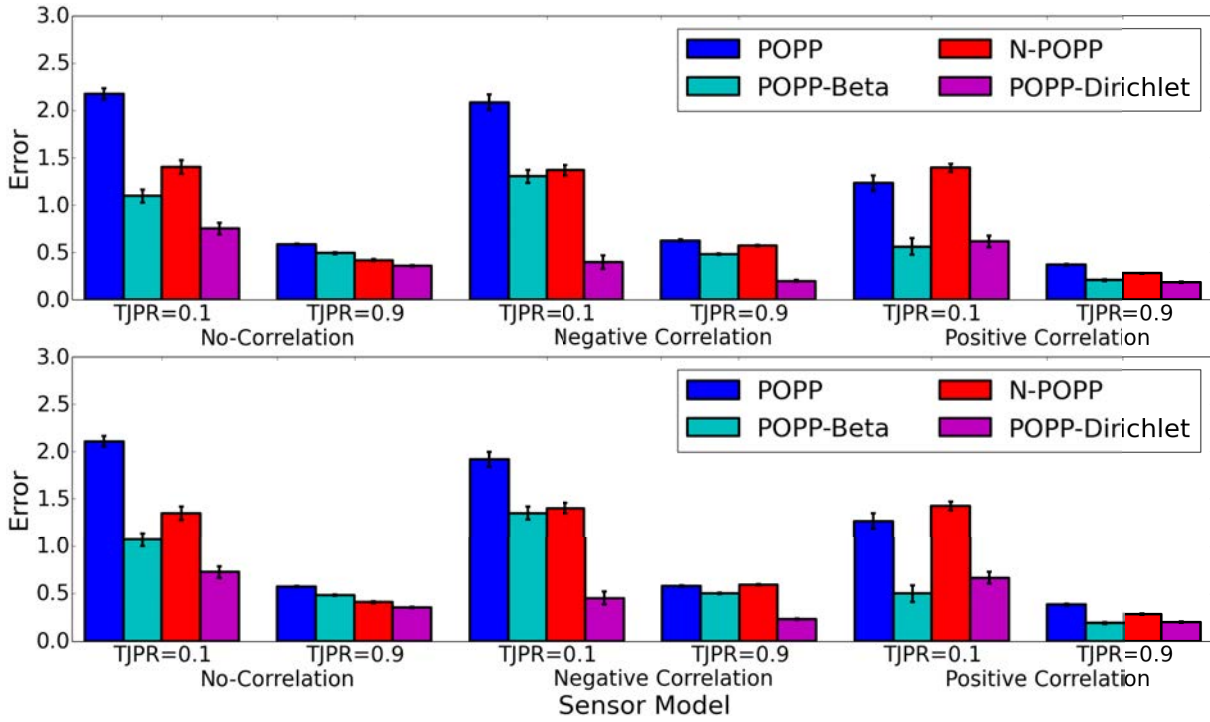 3.0
2.5
2.0
1.5
1.0
0.5
0.0
Error
POPP
N-POPP
POPP-Beta
POPP-Dirichlet
TJPR=0.1
TJPR=0.9
TJPR=0.1
TJPR=0.9
TJPR=0.1
TJPR=0.9
No-Correlation
Negative Correlation
Positive Correlation
3.0
2.5
2.0
1.5
1.0
0.5
0.0
Error
POPP
N-POPP
POPP-Beta
POPP-Dirichlet
TJPR=0.1
TJPR=0.9
TJPR=0.1
TJPR=0.9
TJPR=0.1
TJPR=0.9
No-Correlation
Negative Correlation
Positive Correlation
Sensor Model